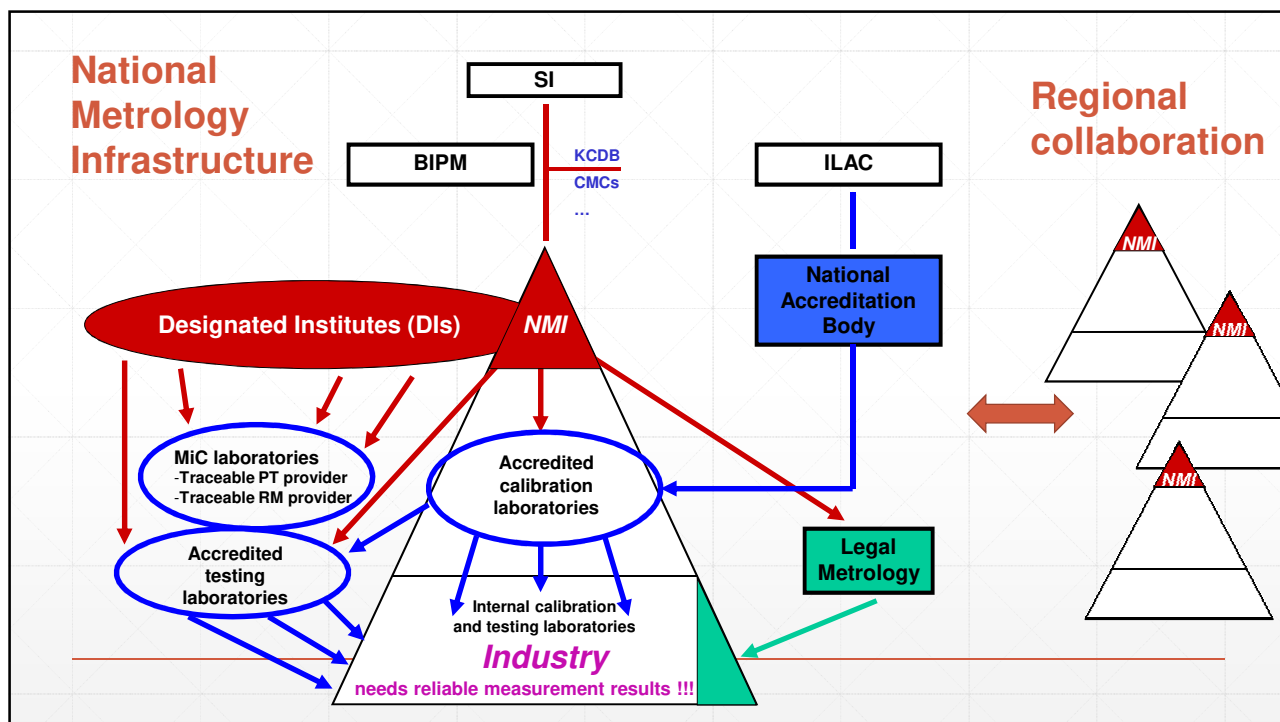 National
Metrology
Infrastructure
SI
BIPM
KCDB
CMCs
...
ILAC
Regional
collaboration
National
Accreditation
Body
Designated Institutes (DIs)
NMI
NMI
NMI
NMI
MiC laboratories
-Traceable PT provider
-Traceable RM provider
Accredited
calibration
laboratories
Accredited
testing
laboratories
Legal
Metrology
Internal calibration
and testing laboratories
Industry
needs reliable measurement results !!!